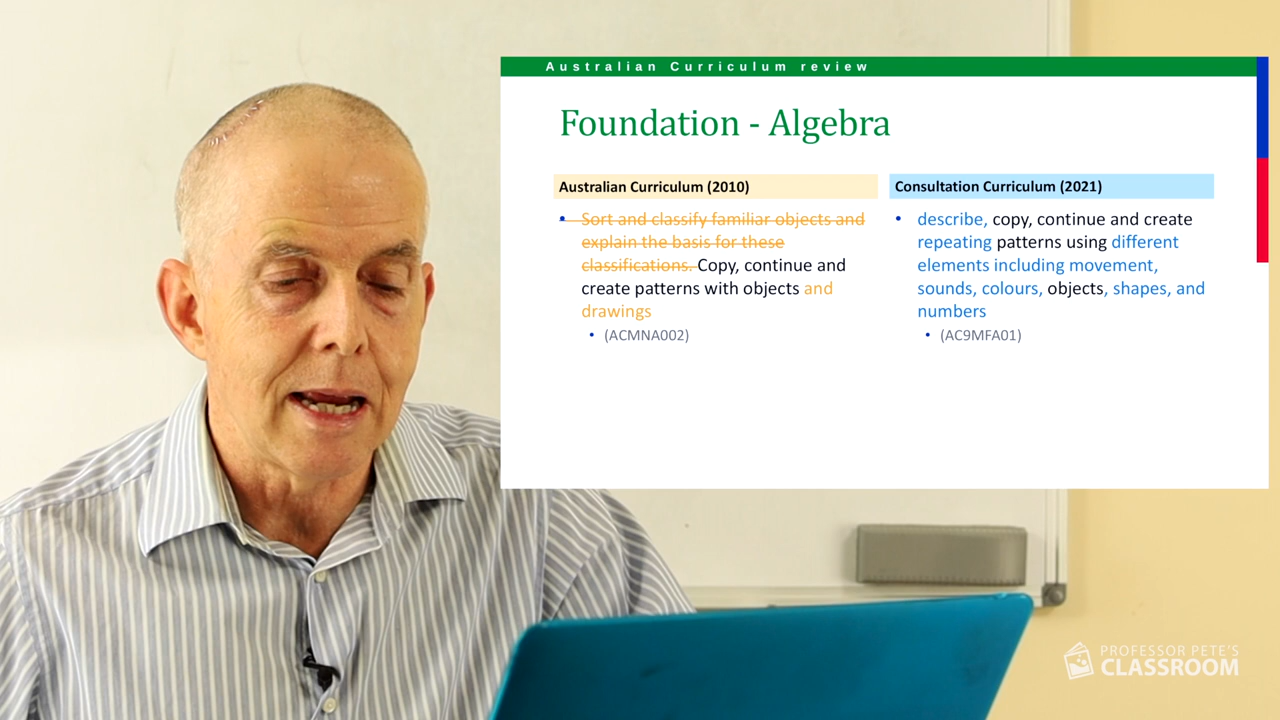 Australian Curriculum review
Foundation - Algebra
Australian Curriculum (2010)
• Sort and classify familiar objects and
explain the basis for these
classifications. Copy, continue and
create patterns with objects and
drawings
• (ACMNA002)
Consultation Curriculum (2021)
• describe, copy, continue and create
repeating patterns using different
elements including movement,
sounds, colours, objects, shapes, and
numbers
• (AC9MFA01)
PROFESSOR PETE'S
CLASSROOM